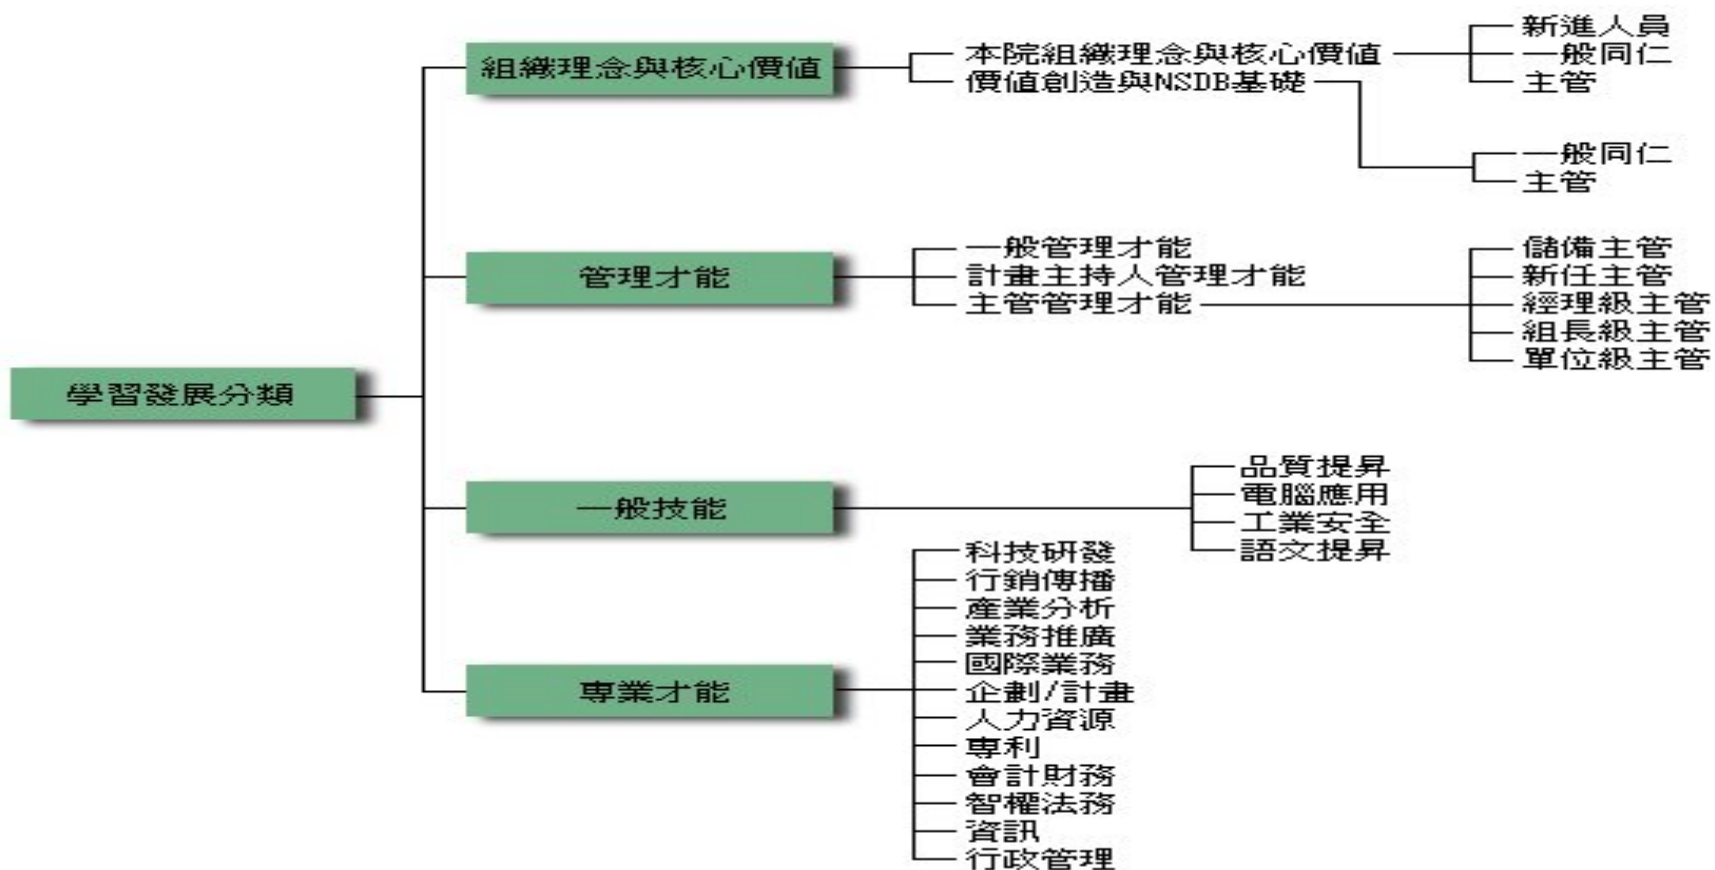 學習發展分類
組織理念與核心價值
本院組織理念與核心價值
新進人員
一般同仁
主管
價值創造與NSDB基礎
一般同仁
主管
管理才能
一般管理才能
計畫主持人管理才能
主管管理才能
儲備主管
新任主管
經理級主管
組長級主管
單位級主管
一般技能
品質提昇
電腦應用
工業安全
語文提昇
專業才能
科技研發
行銷傳播
產業分析
業務推廣
國際業務
企劃/計畫
人力資源
專利
會計財務
智權法務
資訊
行政管理